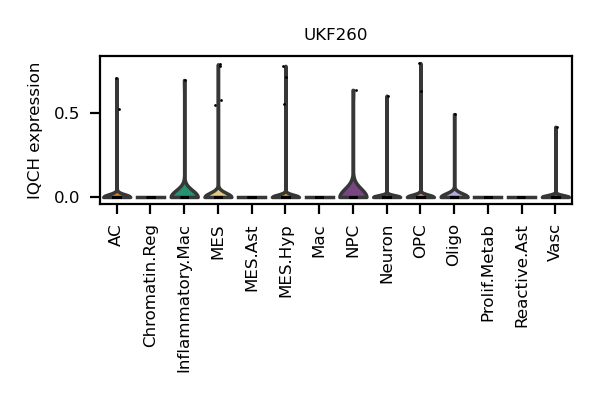 UKF260
IQCH expression
0.5
0.0
AC
Chromatin.Reg
Inflammatory.Mac
MES
MES.Ast
MES.Hyp
Mac
NPC
Neuron
OPC
Oligo
Prolif.Metab
Reactive.Ast
Vasc